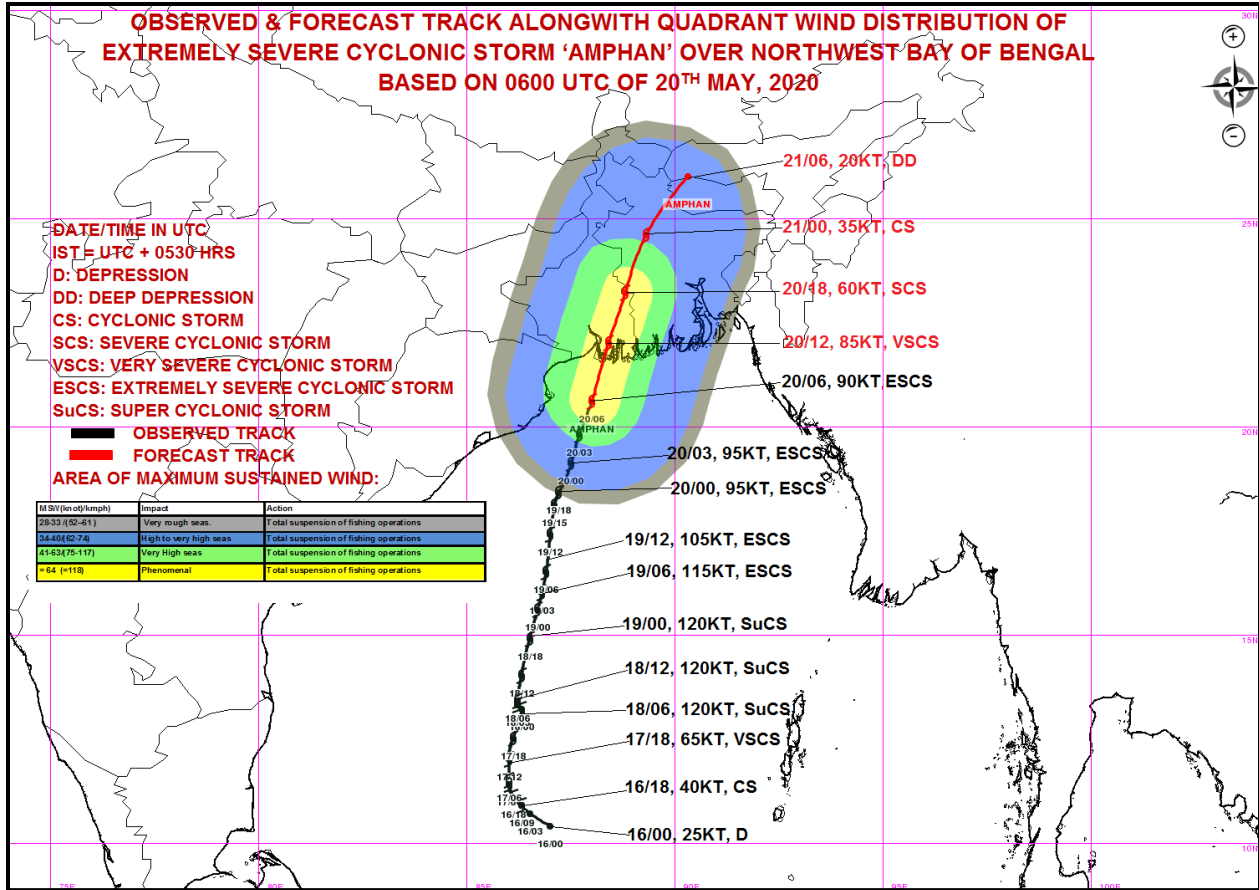 OBSERVED & FORECAST TRACK ALONGWITH QUADRANT WIND DISTRIBUTION OF
EXTREMELY SEVERE CYCLONIC STORM ‘AMPHAN’ OVER NORTHWEST BAY OF BENGAL
BASED ON 0600 UTC OF 20TH MAY, 2020
30N
+
−
21/06, 20KT, DD
AMPHAN
21/00, 35KT, CS
DATE/TIME IN UTC
IST = UTC + 0530 HRS
D: DEPRESSION
DD: DEEP DEPRESSION
CS: CYCLONIC STORM
SCS: SEVERE CYCLONIC STORM
VSCS: VERY SEVERE CYCLONIC STORM
ESCS: EXTREMELY SEVERE CYCLONIC STORM
SuCS: SUPER CYCLONIC STORM
OBSERVED TRACK
FORECAST TRACK
AREA OF MAXIMUM SUSTAINED WIND:
MSW(knot)/kmph) Impact Action
28-33 /(52-61 ) Very rough seas. Total suspension of fishing operations
34-40/(62-74) High to very high seas Total suspension of fishing operations
41-63/(75-117) Very High seas Total suspension of fishing operations
= 64 (=118) Phenomenal Total suspension of fishing operations
20/18, 60KT, SCS
20/12, 85KT, VSCS
20/06, 90KT,ESCS
20/06
AMPHAN
20N
20/03
20/03, 95KT, ESCS
20/00
20/00, 95KT, ESCS
19/18
19/15
19/12, 105KT, ESCS
19/12
19/06, 115KT, ESCS
19/06
19/03
19/00
19/00, 120KT, SuCS
15N
18/18
18/12, 120KT, SuCS
18/12
18/06, 120KT, SuCS
18/06
17/18, 65KT, VSCS
17/18
17/12
16/18, 40KT, CS
17/06
16/18
16/09
16/03
16/00, 25KT, D
16/00
10N
75E
80E
85E
90E
95E
100E